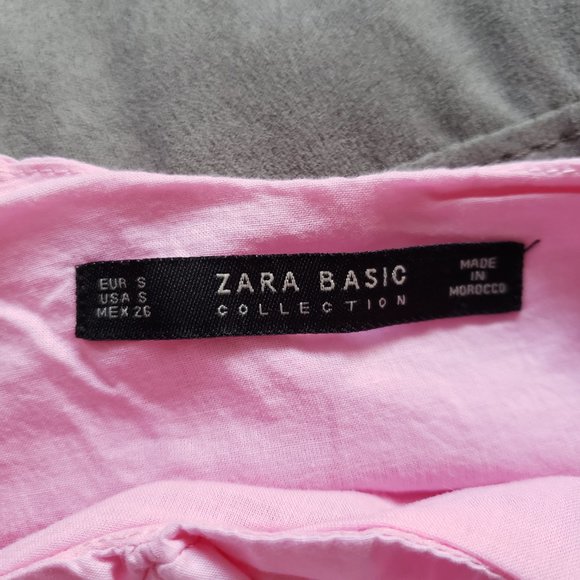 EUR S
USA S
MEX 26
ZARA BASIC
COLLECTION
MADE
IN
MOROCCO